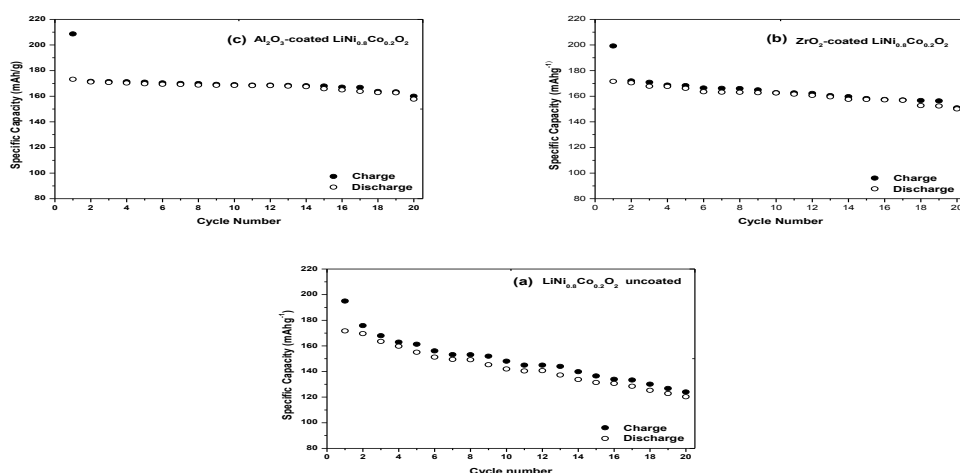 220
200
180
160
140
120
100
80
Specific Capacity (mAh/g)
(c) Al₂O₃-coated LiNi₀.₈Co₀.₂O₂
Charge
Discharge
0 2 4 6 8 10 12 14 16 18 20
Cycle Number
220
200
180
160
140
120
100
80
Specific Capacity (mAhg⁻¹)
(b) ZrO₂-coated LiNi₀.₈Co₀.₂O₂
Charge
Discharge
0 2 4 6 8 10 12 14 16 18 20
Cycle Number
220
200
180
160
140
120
100
80
Specific Capacity (mAhg⁻¹)
(a) LiNi₀.₈Co₀.₂O₂ uncoated
Charge
Discharge
0 2 4 6 8 10 12 14 16 18 20
Cycle number